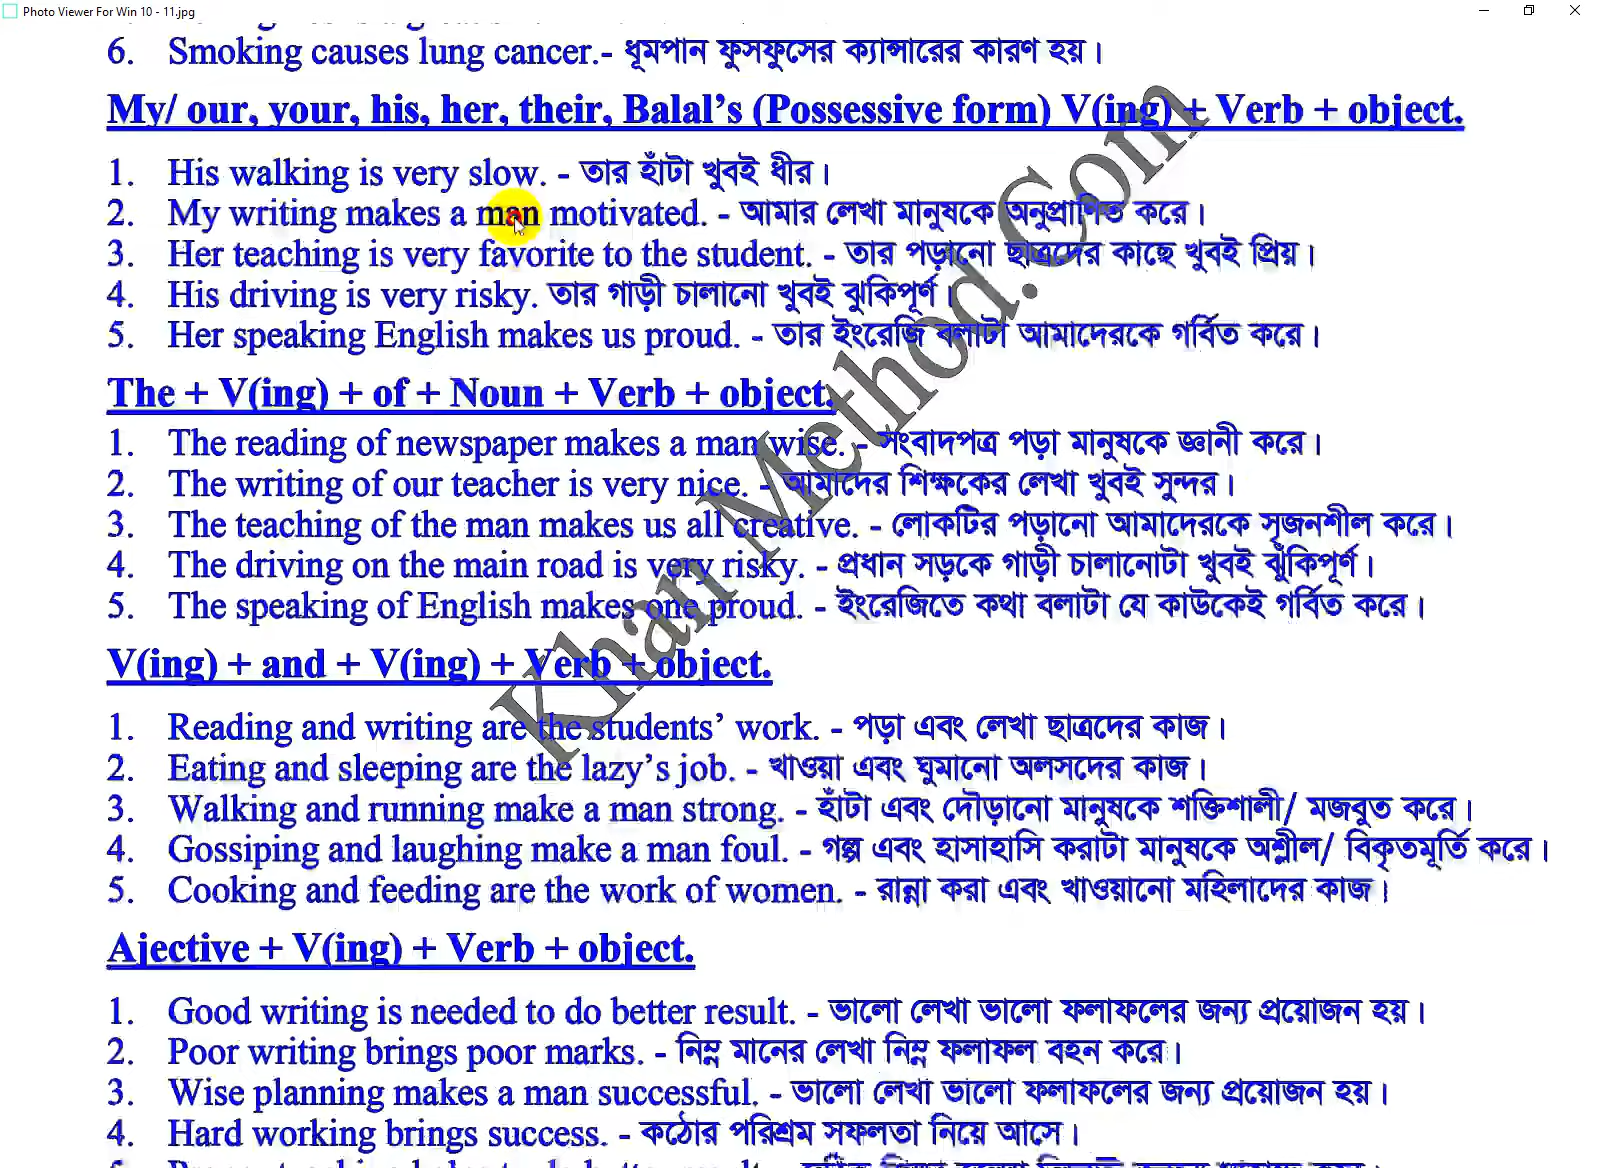 Photo Viewer For Win 10 - 11.jpg
6. Smoking causes lung cancer.- ধূমপান ফুসফুসের ক্যান্সারের কারণ হয়।
My/ our, your, his, her, their, Balal’s (Possessive form) V(ing) + Verb + object.
1. His walking is very slow. - তার হাঁটা খুবই ধীর।
2. My writing makes a man motivated. - আমার লেখা মানুষকে অনুপ্রাণিত করে।
3. Her teaching is very favorite to the student. - তার পড়ানো ছাত্রদের কাছে খুবই প্রিয়।
4. His driving is very risky. তার গাড়ী চালানো খুবই ঝুকিপূর্ণ।
5. Her speaking English makes us proud. - তার ইংরেজি বলাটা আমাদেরকে গর্বিত করে।
The + V(ing) + of + Noun + Verb + object.
1. The reading of newspaper makes a man wise. - সংবাদপত্র পড়া মানুষকে জ্ঞানী করে।
2. The writing of our teacher is very nice. - আমাদের শিক্ষকের লেখা খুবই সুন্দর।
3. The teaching of the man makes us all creative. - লোকটির পড়ানো আমাদেরকে সৃজনশীল করে।
4. The driving on the main road is very risky. - প্রধান সড়কে গাড়ী চালানোটা খুবই ঝুঁকিপূর্ণ।
5. The speaking of English makes one proud. - ইংরেজিতে কথা বলাটা যে কাউকেই গর্বিত করে।
V(ing) + and + V(ing) + Verb + object.
1. Reading and writing are the students’ work. - পড়া এবং লেখা ছাত্রদের কাজ।
2. Eating and sleeping are the lazy’s job. - খাওয়া এবং ঘুমানো অলসদের কাজ।
3. Walking and running make a man strong. - হাঁটা এবং দৌড়ানো মানুষকে শক্তিশালী/ মজবুত করে।
4. Gossiping and laughing make a man foul. - গল্প এবং হাসাহাসি করাটা মানুষকে অশ্লীল/ বিকৃতমূর্তি করে।
5. Cooking and feeding are the work of women. - রান্না করা এবং খাওয়ানো মহিলাদের কাজ।
Ajective + V(ing) + Verb + object.
1. Good writing is needed to do better result. - ভালো লেখা ভালো ফলাফলের জন্য প্রয়োজন হয়।
2. Poor writing brings poor marks. - নিম্ন মানের লেখা নিম্ন ফলাফল বহন করে।
3. Wise planning makes a man successful. - ভালো লেখা ভালো ফলাফলের জন্য প্রয়োজন হয়।
4. Hard working brings success. - কঠোর পরিশ্রম সফলতা নিয়ে আসে।
Khan Method.Com